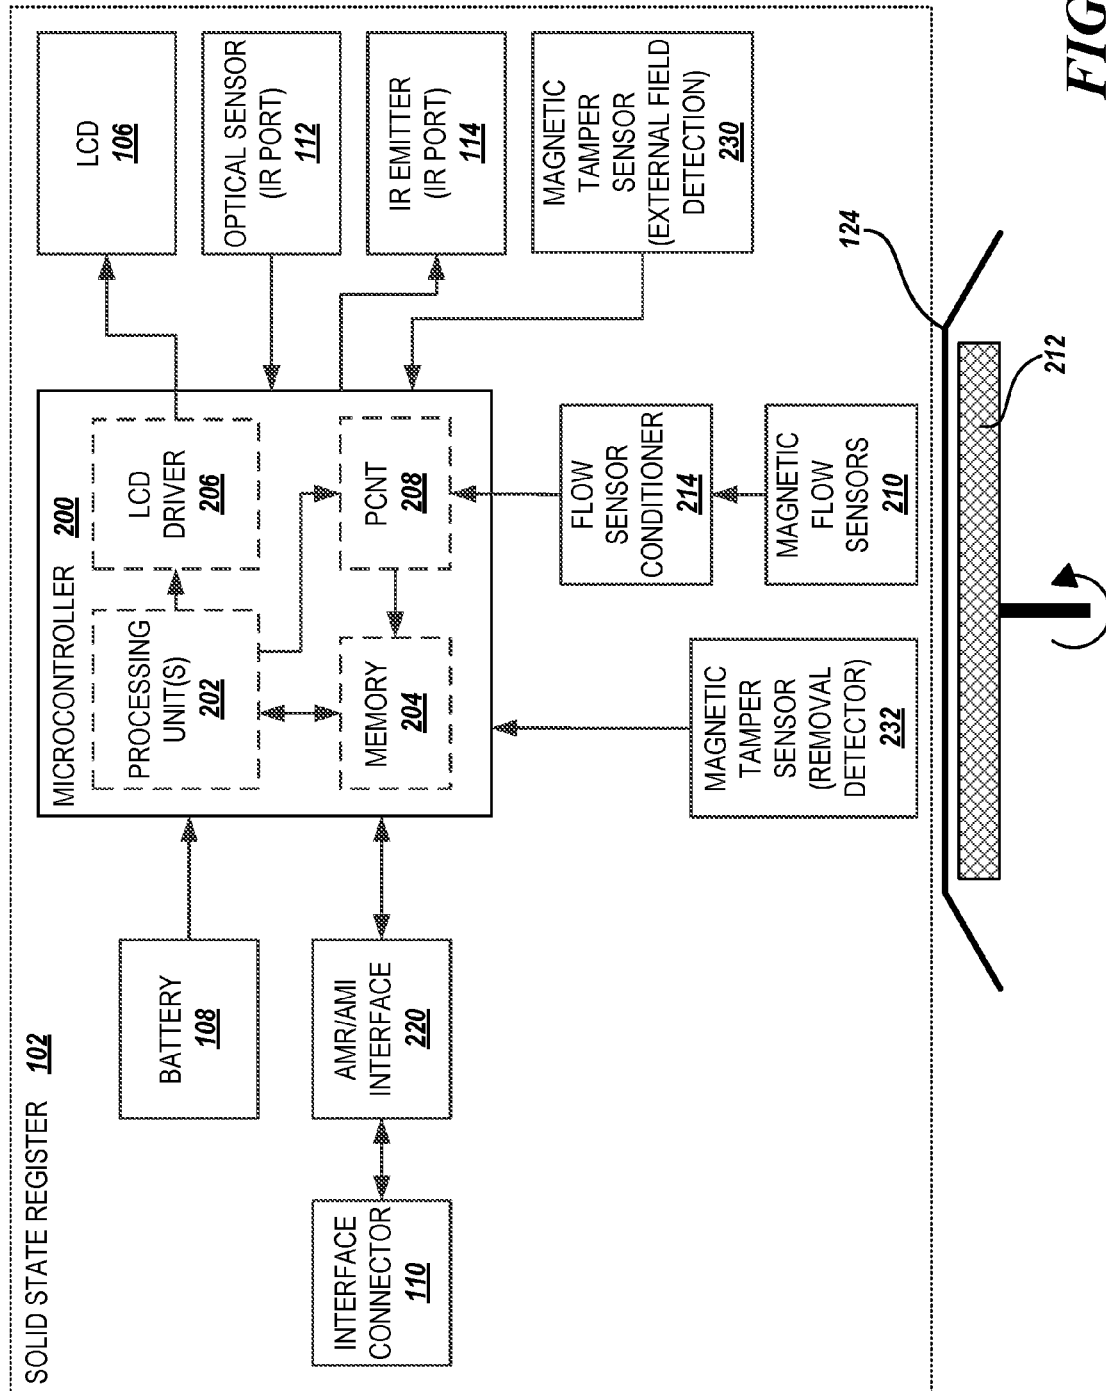 SOLID STATE REGISTER 102
BATTERY
108
INTERFACE
CONNECTOR
110
AMR/AMI
INTERFACE
220
MICROCONTROLLER 200
PROCESSING
UNIT(S)
202
LCD
DRIVER
206
MEMORY
204
PCNT
208
LCD
106
OPTICAL SENSOR
(IR PORT)
112
IR EMITTER
(IR PORT)
114
MAGNETIC
TAMPER
SENSOR
(EXTERNAL FIELD
DETECTION)
230
MAGNETIC
TAMPER
SENSOR
(REMOVAL
DETECTOR)
232
FLOW
SENSOR
CONDITIONER
214
MAGNETIC
FLOW
SENSORS
210
124
212
FIG